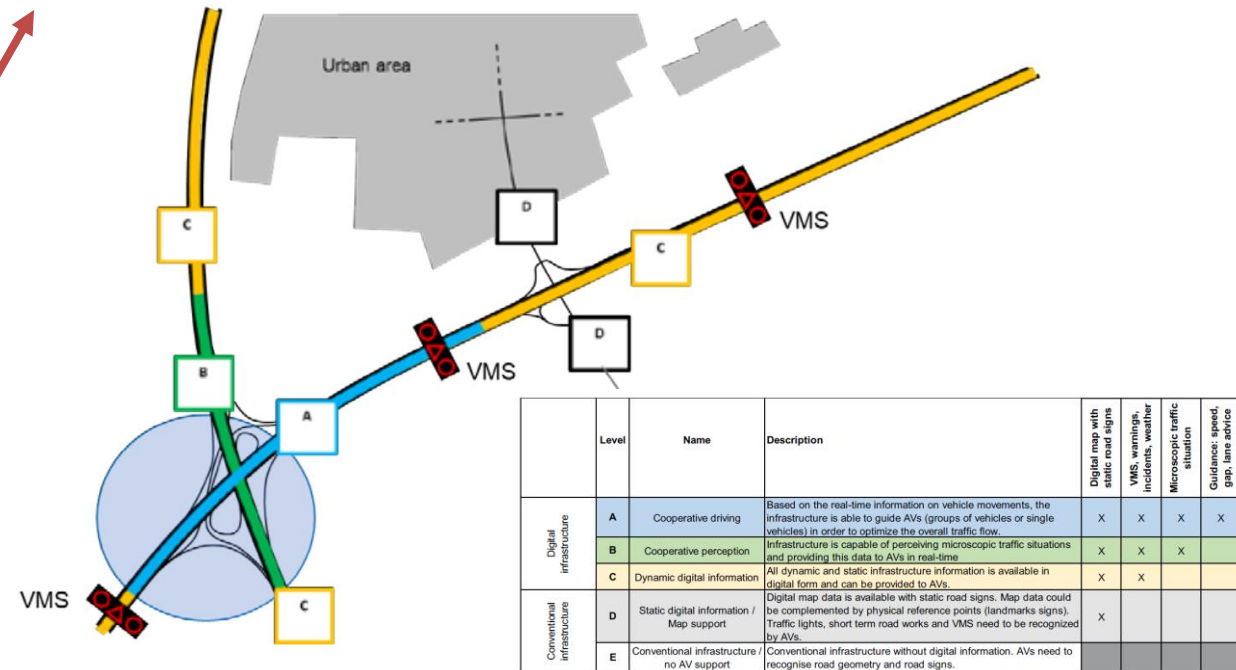 Urban area
C
D
VMS
C
D
VMS
B
A
VMS
C
Level
Name
Description
Digital map with
static road signs
VMS, warnings,
incidents, weather
Microscopic traffic
situation
Guidance: speed,
gap, lane advice
Digital
infrastructure
A
Cooperative driving
Based on the real-time information on vehicle movements, the
infrastructure is able to guide AVs (groups of vehicles or single
vehicles) in order to optimize the overall traffic flow.
X X X X
B
Cooperative perception
Infrastructure is capable of perceiving microscopic traffic situations
and providing this data to AVs in real-time
X X X
C
Dynamic digital information
All dynamic and static infrastructure information is available in
digital form and can be provided to AVs.
X X
Conventional
infrastructure
D
Static digital information /
Map support
Digital map data is available with static road signs. Map data could
be complemented by physical reference points (landmarks signs).
Traffic lights, short term road works and VMS need to be recognized
by AVs.
X
E
Conventional infrastructure /
no AV support
Conventional infrastructure without digital information. AVs need to
recognise road geometry and road signs.